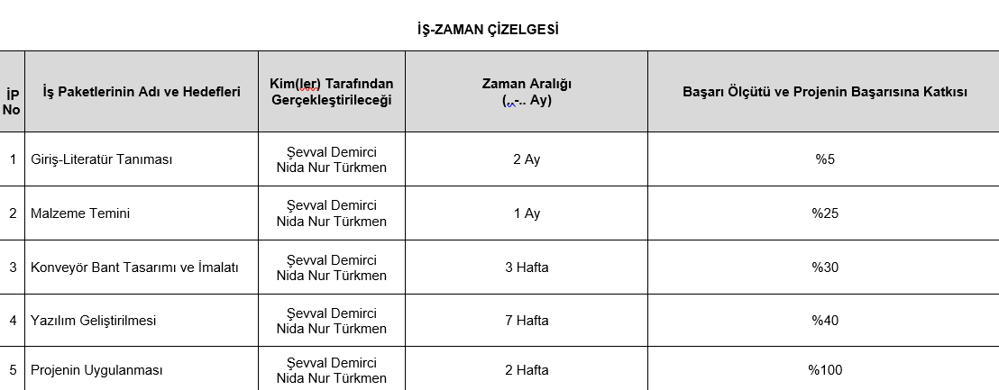 İŞ-ZAMAN ÇİZELGESİ
İP No
İş Paketlerinin Adı ve Hedefleri
Kim(ler) Tarafından
Gerçekleştirileceği
Zaman Aralığı
(..-.. Ay)
Başarı Ölçütü ve Projenin Başarısına Katkısı
1
Giriş-Literatür Tanıması
Şevval Demirci
Nida Nur Türkmen
2 Ay
%5
2
Malzeme Temini
Şevval Demirci
Nida Nur Türkmen
1 Ay
%25
3
Konveyör Bant Tasarımı ve İmalatı
Şevval Demirci
Nida Nur Türkmen
3 Hafta
%30
4
Yazılım Geliştirilmesi
Şevval Demirci
Nida Nur Türkmen
7 Hafta
%40
5
Projenin Uygulanması
Şevval Demirci
Nida Nur Türkmen
2 Hafta
%100